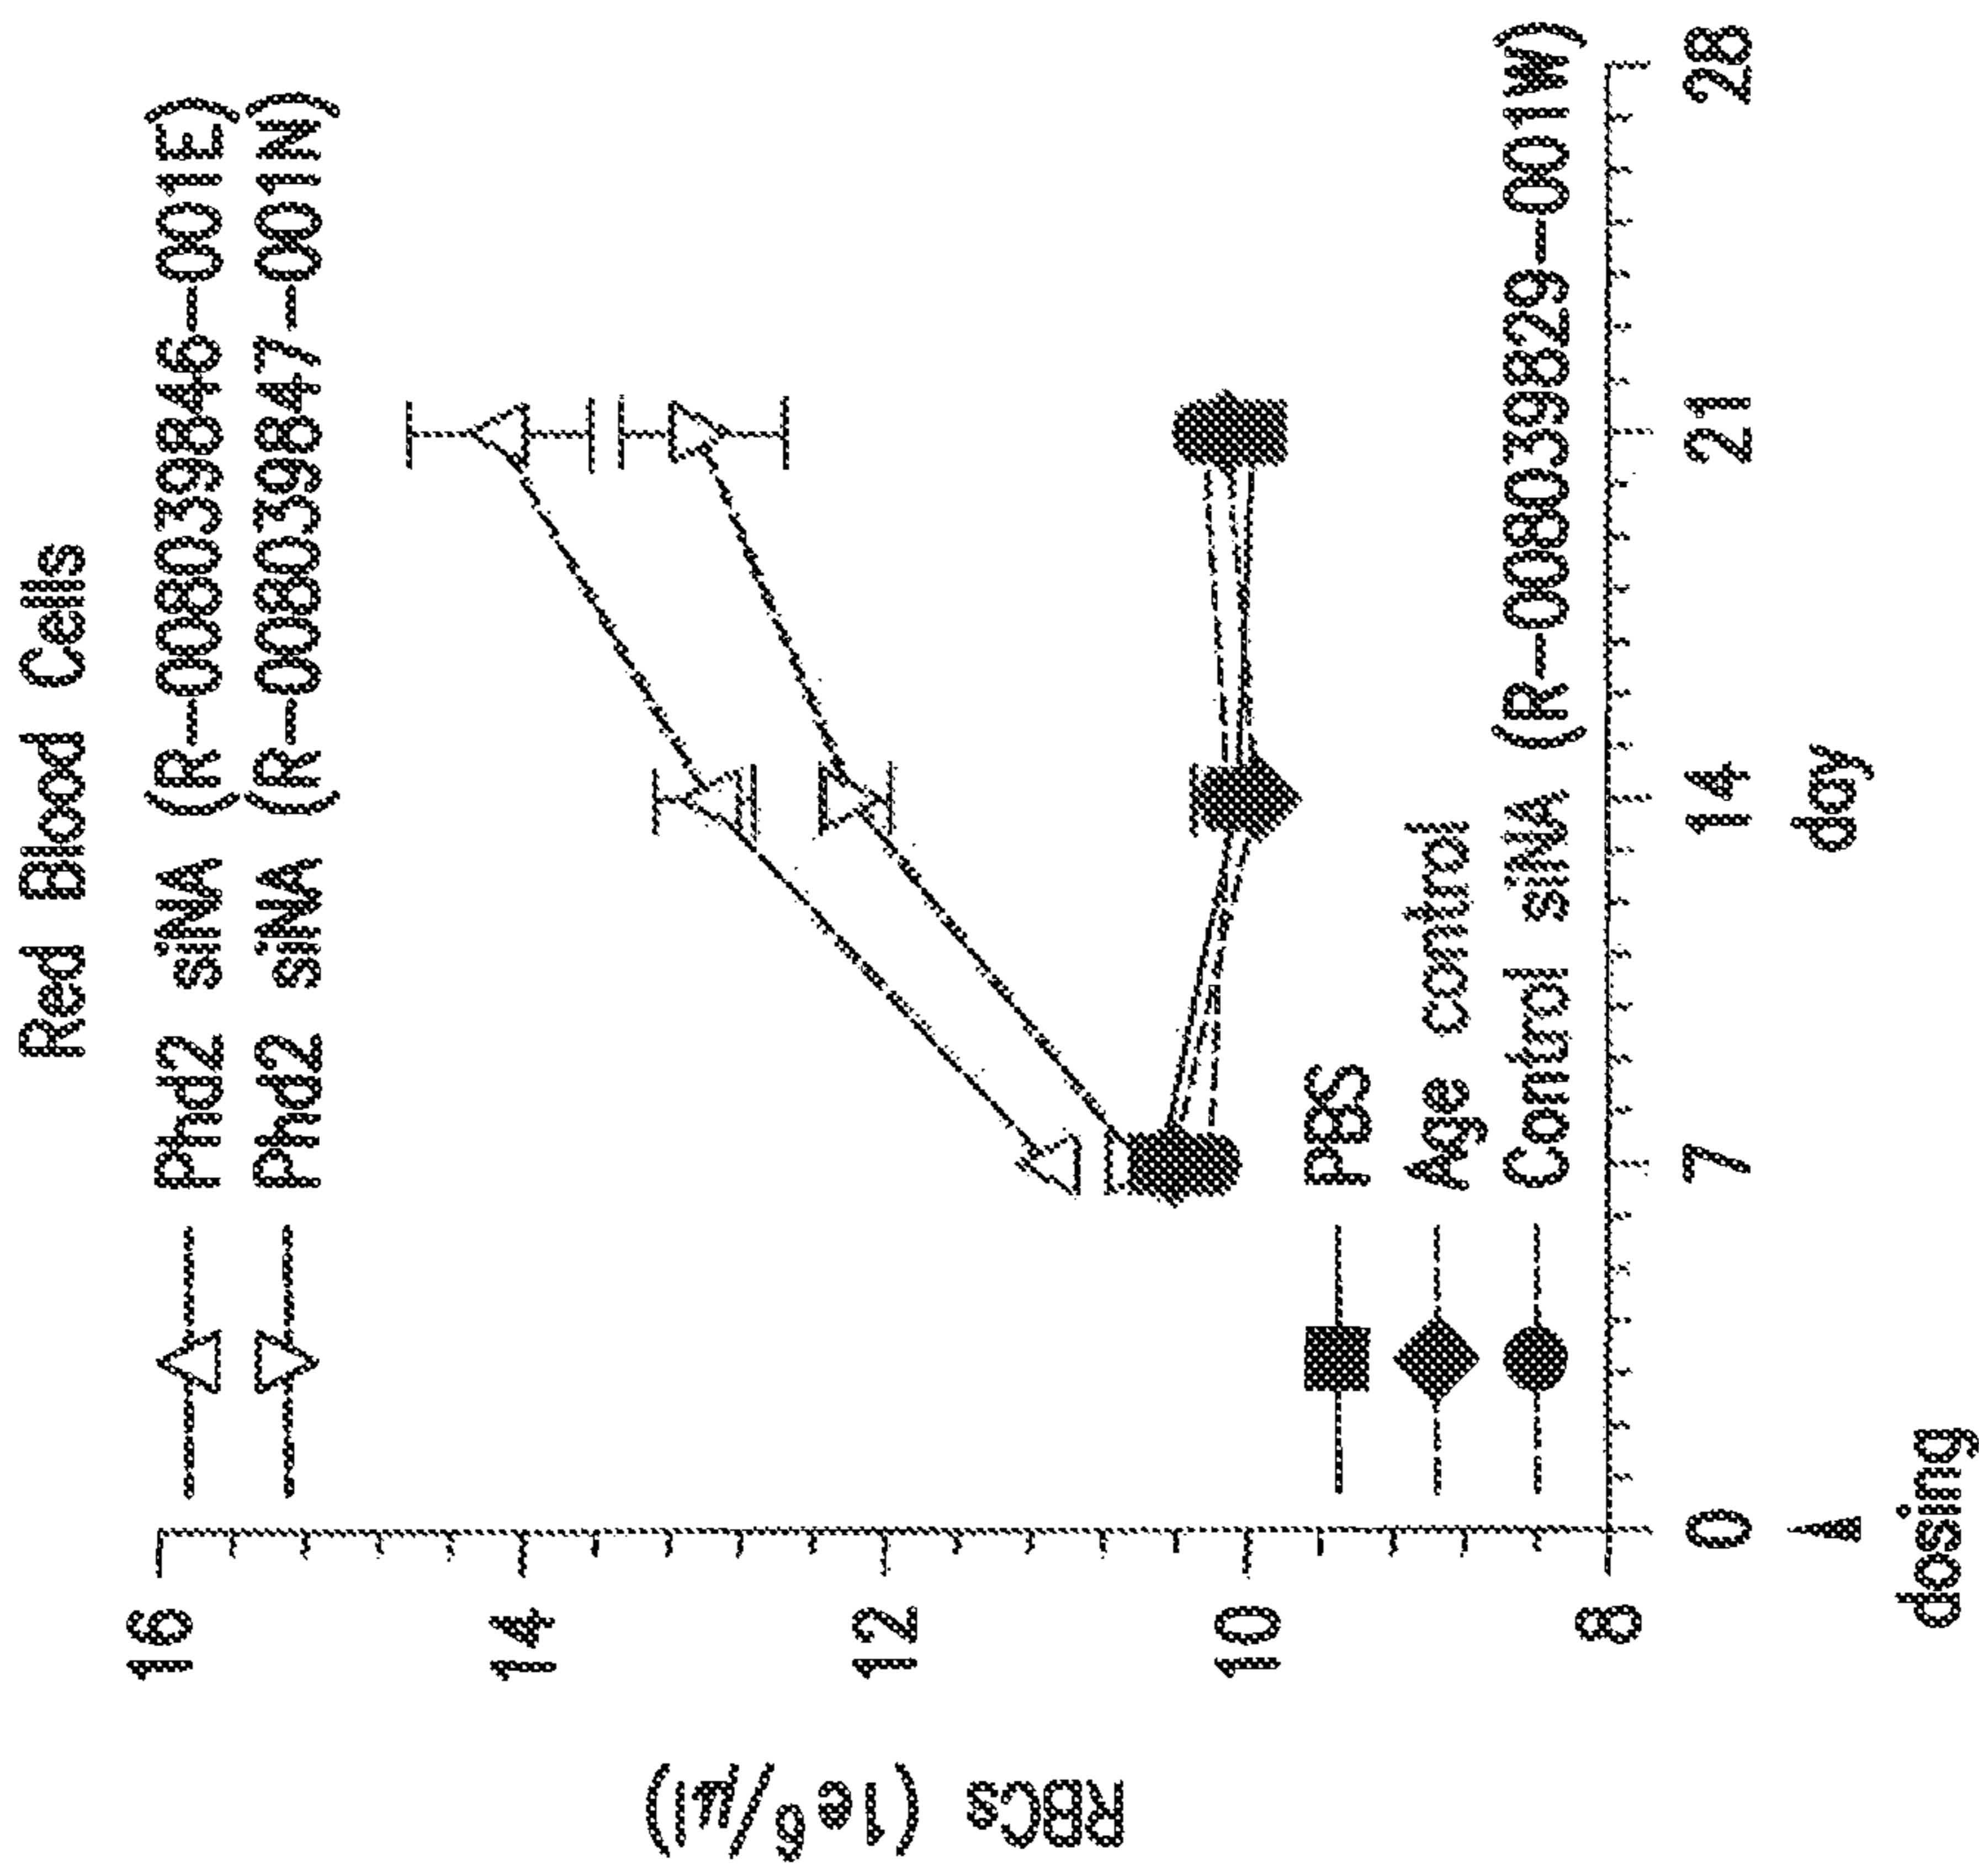 Red Blood Cells
Phd2 siNA (R-008039846-001E)
Phd2 siNA (R-008039847-001N)
16
14
12
10
8
RBCs (1e⁶/μl)
PBS
Age control
Control siNA (R-008039829-001W)
0 7 14 21 28
day
dosing